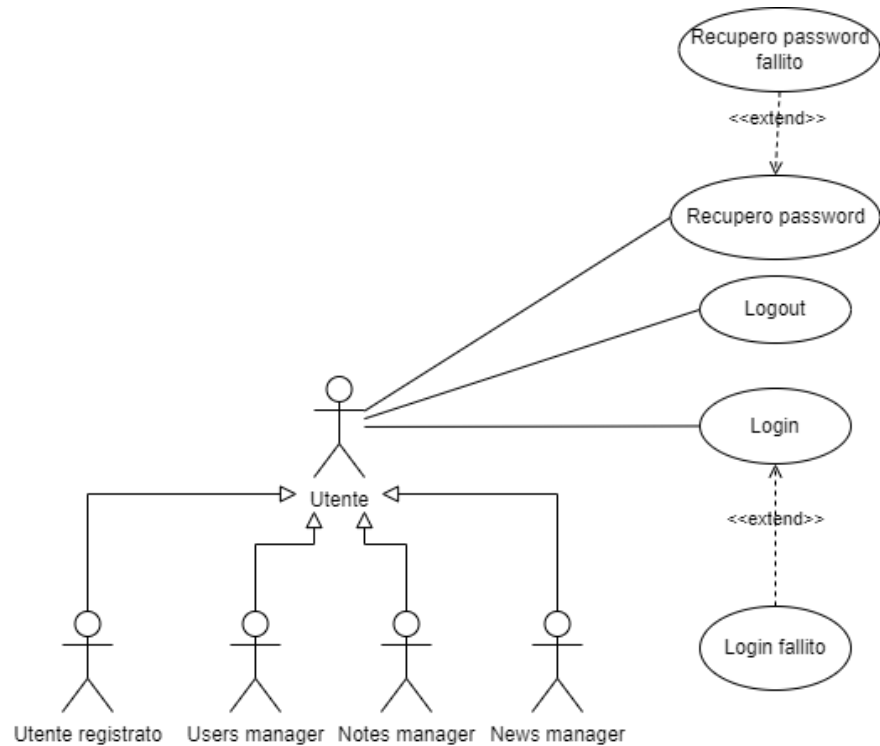 Recupero password
fallito
<<extend>>
Recupero password
Logout
Login
Utente
<<extend>>
Login fallito
Utente registrato
Users manager
Notes manager
News manager